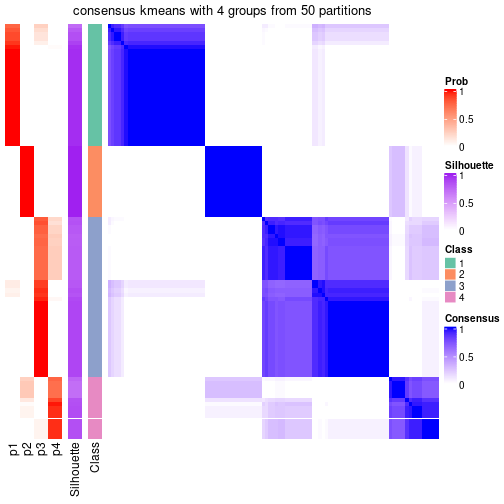 consensus kmeans with 4 groups from 50 partitions
Prob
1
0.5
0
Silhouette
1
0.5
0
Class
1
2
3
4
Consensus
1
0.5
0
p1
p2
p3
p4
Silhouette
Class